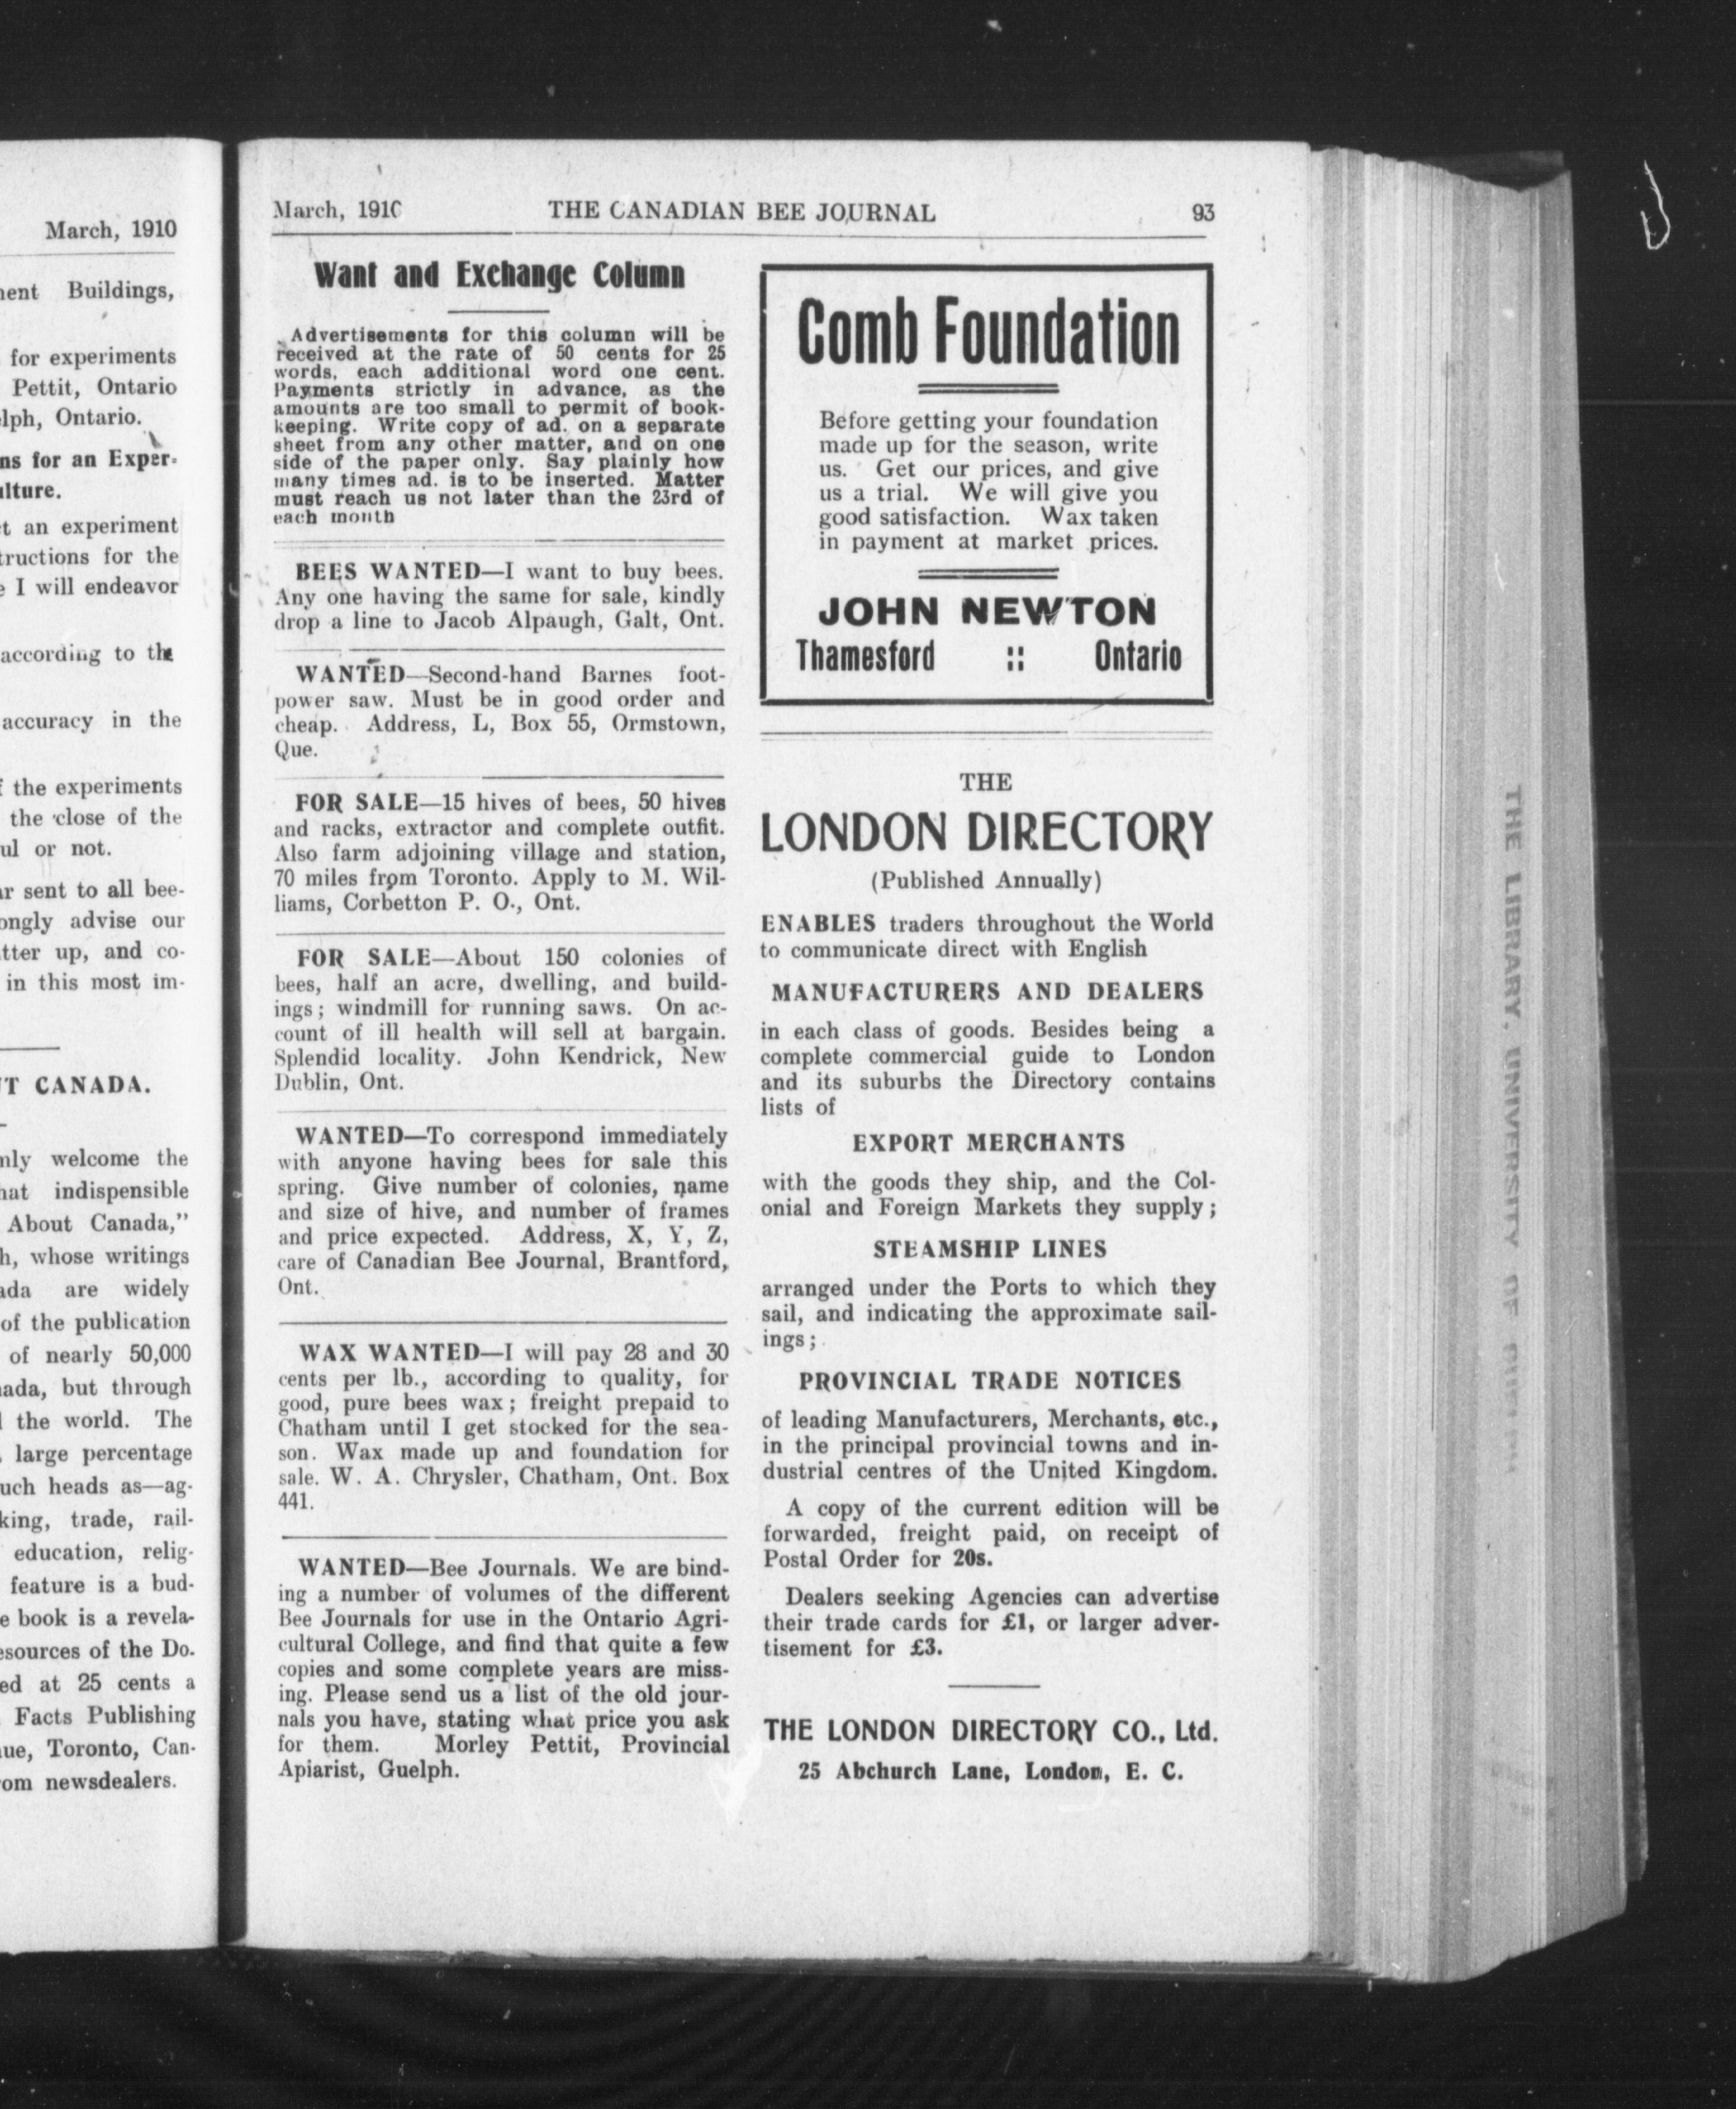 March, 1910
ment Buildings,
for experiments
Pettit, Ontario
elph, Ontario.
ns for an Exper-
ulture.
t an experiment
tructions for the
e I will endeavor
according to the
accuracy in the
f the experiments
the close of the
ul or not.
ar sent to all bee-
ongly advise our
tter up, and co-
in this most im-
T CANADA.
nly welcome the
hat indispensible
About Canada,"
h, whose writings
ada are widely
of the publication
of nearly 50,000
nada, but through
d the world. The
large percentage
uch heads as—ag-
king, trade, rail-
education, relig-
feature is a bud-
e book is a revela-
esources of the Do-
ed at 25 cents a
Facts Publishing
nue, Toronto, Can-
rom newsdealers.
March, 1910 THE CANADIAN BEE JOURNAL 93
Want and Exchange Column
Advertisements for this column will be
received at the rate of 50 cents for 25
words, each additional word one cent.
Payments strictly in advance, as the
amounts are too small to permit of book-
keeping. Write copy of ad. on a separate
sheet from any other matter, and on one
side of the paper only. Say plainly how
many times ad. is to be inserted. Matter
must reach us not later than the 23rd of
each month
BEES WANTED—I want to buy bees.
Any one having the same for sale, kindly
drop a line to Jacob Alpaugh, Galt, Ont.
WANTED—Second-hand Barnes foot-
power saw. Must be in good order and
cheap. Address, L, Box 55, Ormstown,
Que.
FOR SALE—15 hives of bees, 50 hives
and racks, extractor and complete outfit.
Also farm adjoining village and station,
70 miles from Toronto. Apply to M. Wil-
liams, Corbetton P. O., Ont.
FOR SALE—About 150 colonies of
bees, half an acre, dwelling, and build-
ings; windmill for running saws. On ac-
count of ill health will sell at bargain.
Splendid locality. John Kendrick, New
Dublin, Ont.
WANTED—To correspond immediately
with anyone having bees for sale this
spring. Give number of colonies, name
and size of hive, and number of frames
and price expected. Address, X, Y, Z,
care of Canadian Bee Journal, Brantford,
Ont.
WAX WANTED—I will pay 28 and 30
cents per lb., according to quality, for
good, pure bees wax; freight prepaid to
Chatham until I get stocked for the sea-
son. Wax made up and foundation for
sale. W. A. Chrysler, Chatham, Ont. Box
441.
WANTED—Bee Journals. We are bind-
ing a number of volumes of the different
Bee Journals for use in the Ontario Agri-
cultural College, and find that quite a few
copies and some complete years are miss-
ing. Please send us a list of the old jour-
nals you have, stating what price you ask
for them. Morley Pettit, Provincial
Apiarist, Guelph.
Comb Foundation
Before getting your foundation
made up for the season, write
us. Get our prices, and give
us a trial. We will give you
good satisfaction. Wax taken
in payment at market prices.
JOHN NEWTON
Thamesford :: Ontario
THE
LONDON DIRECTORY
(Published Annually)
ENABLES traders throughout the World
to communicate direct with English
MANUFACTURERS AND DEALERS
in each class of goods. Besides being a
complete commercial guide to London
and its suburbs the Directory contains
lists of
EXPORT MERCHANTS
with the goods they ship, and the Col-
onial and Foreign Markets they supply;
STEAMSHIP LINES
arranged under the Ports to which they
sail, and indicating the approximate sail-
ings;
PROVINCIAL TRADE NOTICES
of leading Manufacturers, Merchants, etc.,
in the principal provincial towns and in-
dustrial centres of the United Kingdom.
A copy of the current edition will be
forwarded, freight paid, on receipt of
Postal Order for 20s.
Dealers seeking Agencies can advertise
their trade cards for £1, or larger adver-
tisement for £3.
THE LONDON DIRECTORY CO., Ltd.
25 Abchurch Lane, London, E. C.
THE LIBRARY, UNIVERSITY OF